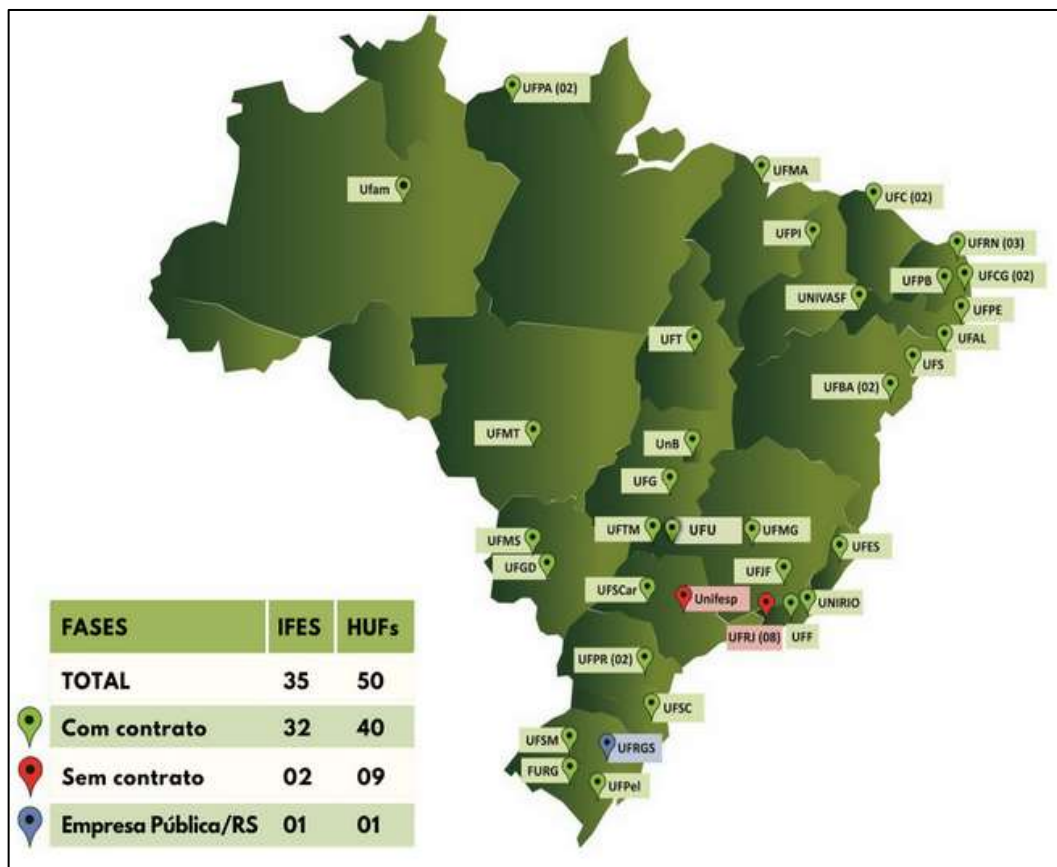 UFPA (02)
UFMA
Ufam
UFC (02)
UFPI
UFRN (03)
UFPB
UFCG (02)
UNIVASF
UFPE
UFT
UFAL
UFS
UFBA (02)
UFMT
UnB
UFG
UFTM
UFU
UFMG
UFMS
UFES
UFGD
UFJF
UFSCar
Unifesp
UNIRIO
UFRJ (08)
UFF
UFPR (02)
UFSC
UFSM
UFRGS
FURG
UFPel
FASES IFES HUFs
TOTAL 35 50
Com contrato 32 40
Sem contrato 02 09
Empresa Pública/RS 01 01